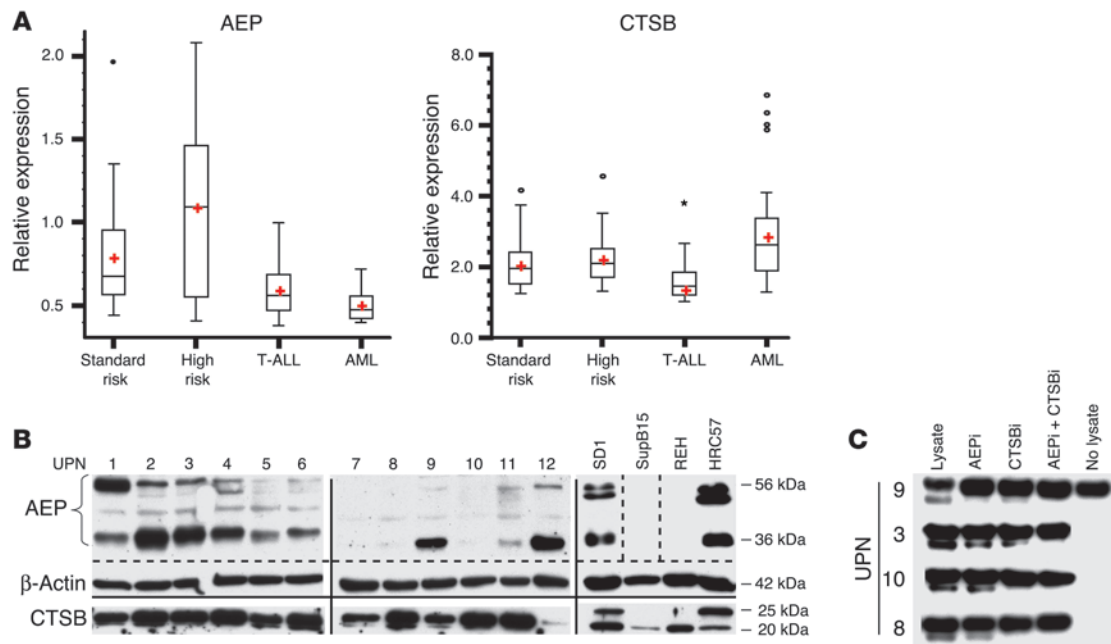 A
AEP
CTSB
Relative expression
2.0
1.5
1.0
0.5
Standard risk
High risk
T-ALL
AML
Relative expression
8.0
6.0
4.0
2.0
0.0
*
Standard risk
High risk
T-ALL
AML
B
UPN 1 2 3 4 5 6 7 8 9 10 11 12 SD1 SupB15 REH HRC57
AEP
56 kDa
36 kDa
β-Actin
42 kDa
CTSB
25 kDa
20 kDa
C
Lysate AEPi CTSBi AEPi + CTSBi No lysate
UPN
9
3
10
8